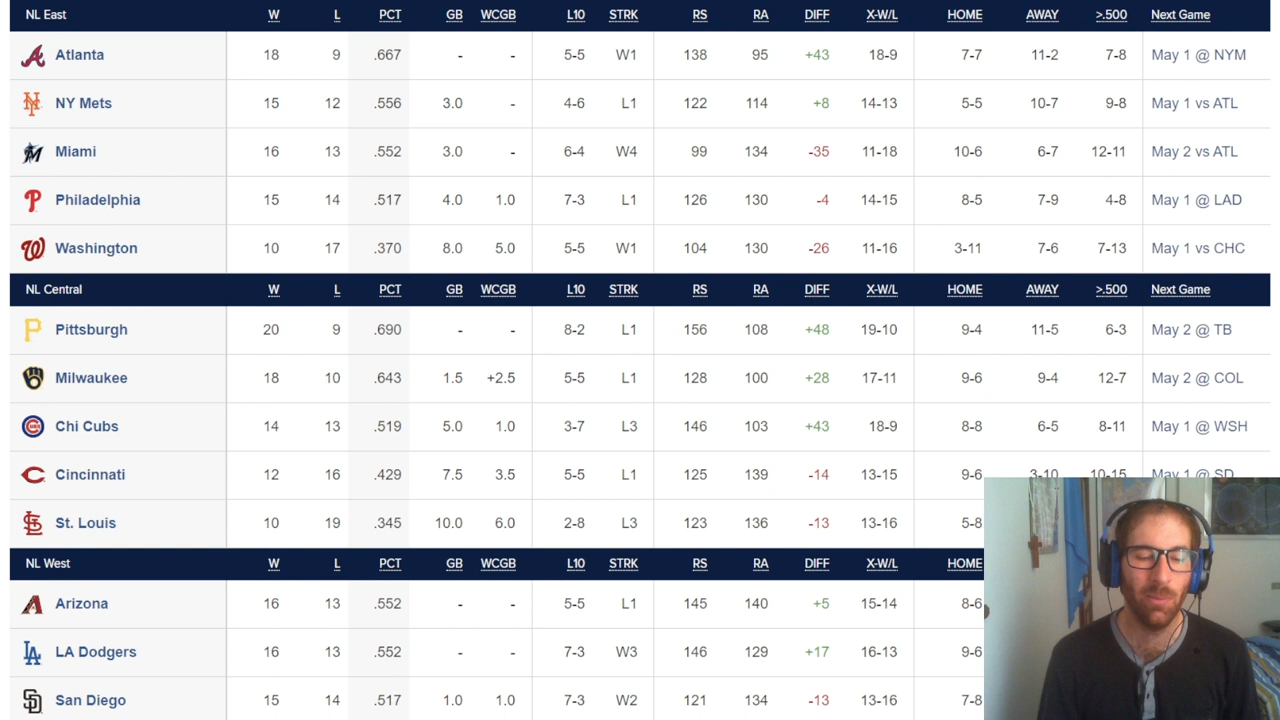 NL East W L PCT GB WCGB L10 STRK RS RA DIFF X-W/L HOME AWAY >.500 Next Game
Atlanta 18 9 .667 - - 5-5 W1 138 95 +43 18-9 7-7 11-2 7-8 May 1 @ NYM
NY Mets 15 12 .556 3.0 - 4-6 L1 122 114 +8 14-13 5-5 10-7 9-8 May 1 vs ATL
Miami 16 13 .552 3.0 - 6-4 W4 99 134 -35 11-18 10-6 6-7 12-11 May 2 vs ATL
Philadelphia 15 14 .517 4.0 1.0 7-3 L1 126 130 -4 14-15 8-5 7-9 4-8 May 1 @ LAD
Washington 10 17 .370 8.0 5.0 5-5 W1 104 130 -26 11-16 3-11 7-6 7-13 May 1 vs CHC
NL Central W L PCT GB WCGB L10 STRK RS RA DIFF X-W/L HOME AWAY >.500 Next Game
Pittsburgh 20 9 .690 - - 8-2 L1 156 108 +48 19-10 9-4 11-5 6-3 May 2 @ TB
Milwaukee 18 10 .643 1.5 +2.5 5-5 L1 128 100 +28 17-11 9-6 9-4 12-7 May 2 @ COL
Chi Cubs 14 13 .519 5.0 1.0 3-7 L3 146 103 +43 18-9 8-8 6-5 8-11 May 1 @ WSH
Cincinnati 12 16 .429 7.5 3.5 5-5 L1 125 139 -14 13-15 9-6 3-10 10-15 May 1 @ SD
St. Louis 10 19 .345 10.0 6.0 2-8 L3 123 136 -13 13-16 5-8
NL West W L PCT GB WCGB L10 STRK RS RA DIFF X-W/L HOME
Arizona 16 13 .552 - - 5-5 L1 145 140 +5 15-14 8-6
LA Dodgers 16 13 .552 - - 7-3 W3 146 129 +17 16-13 9-6
San Diego 15 14 .517 1.0 1.0 7-3 W2 121 134 -13 13-16 7-8